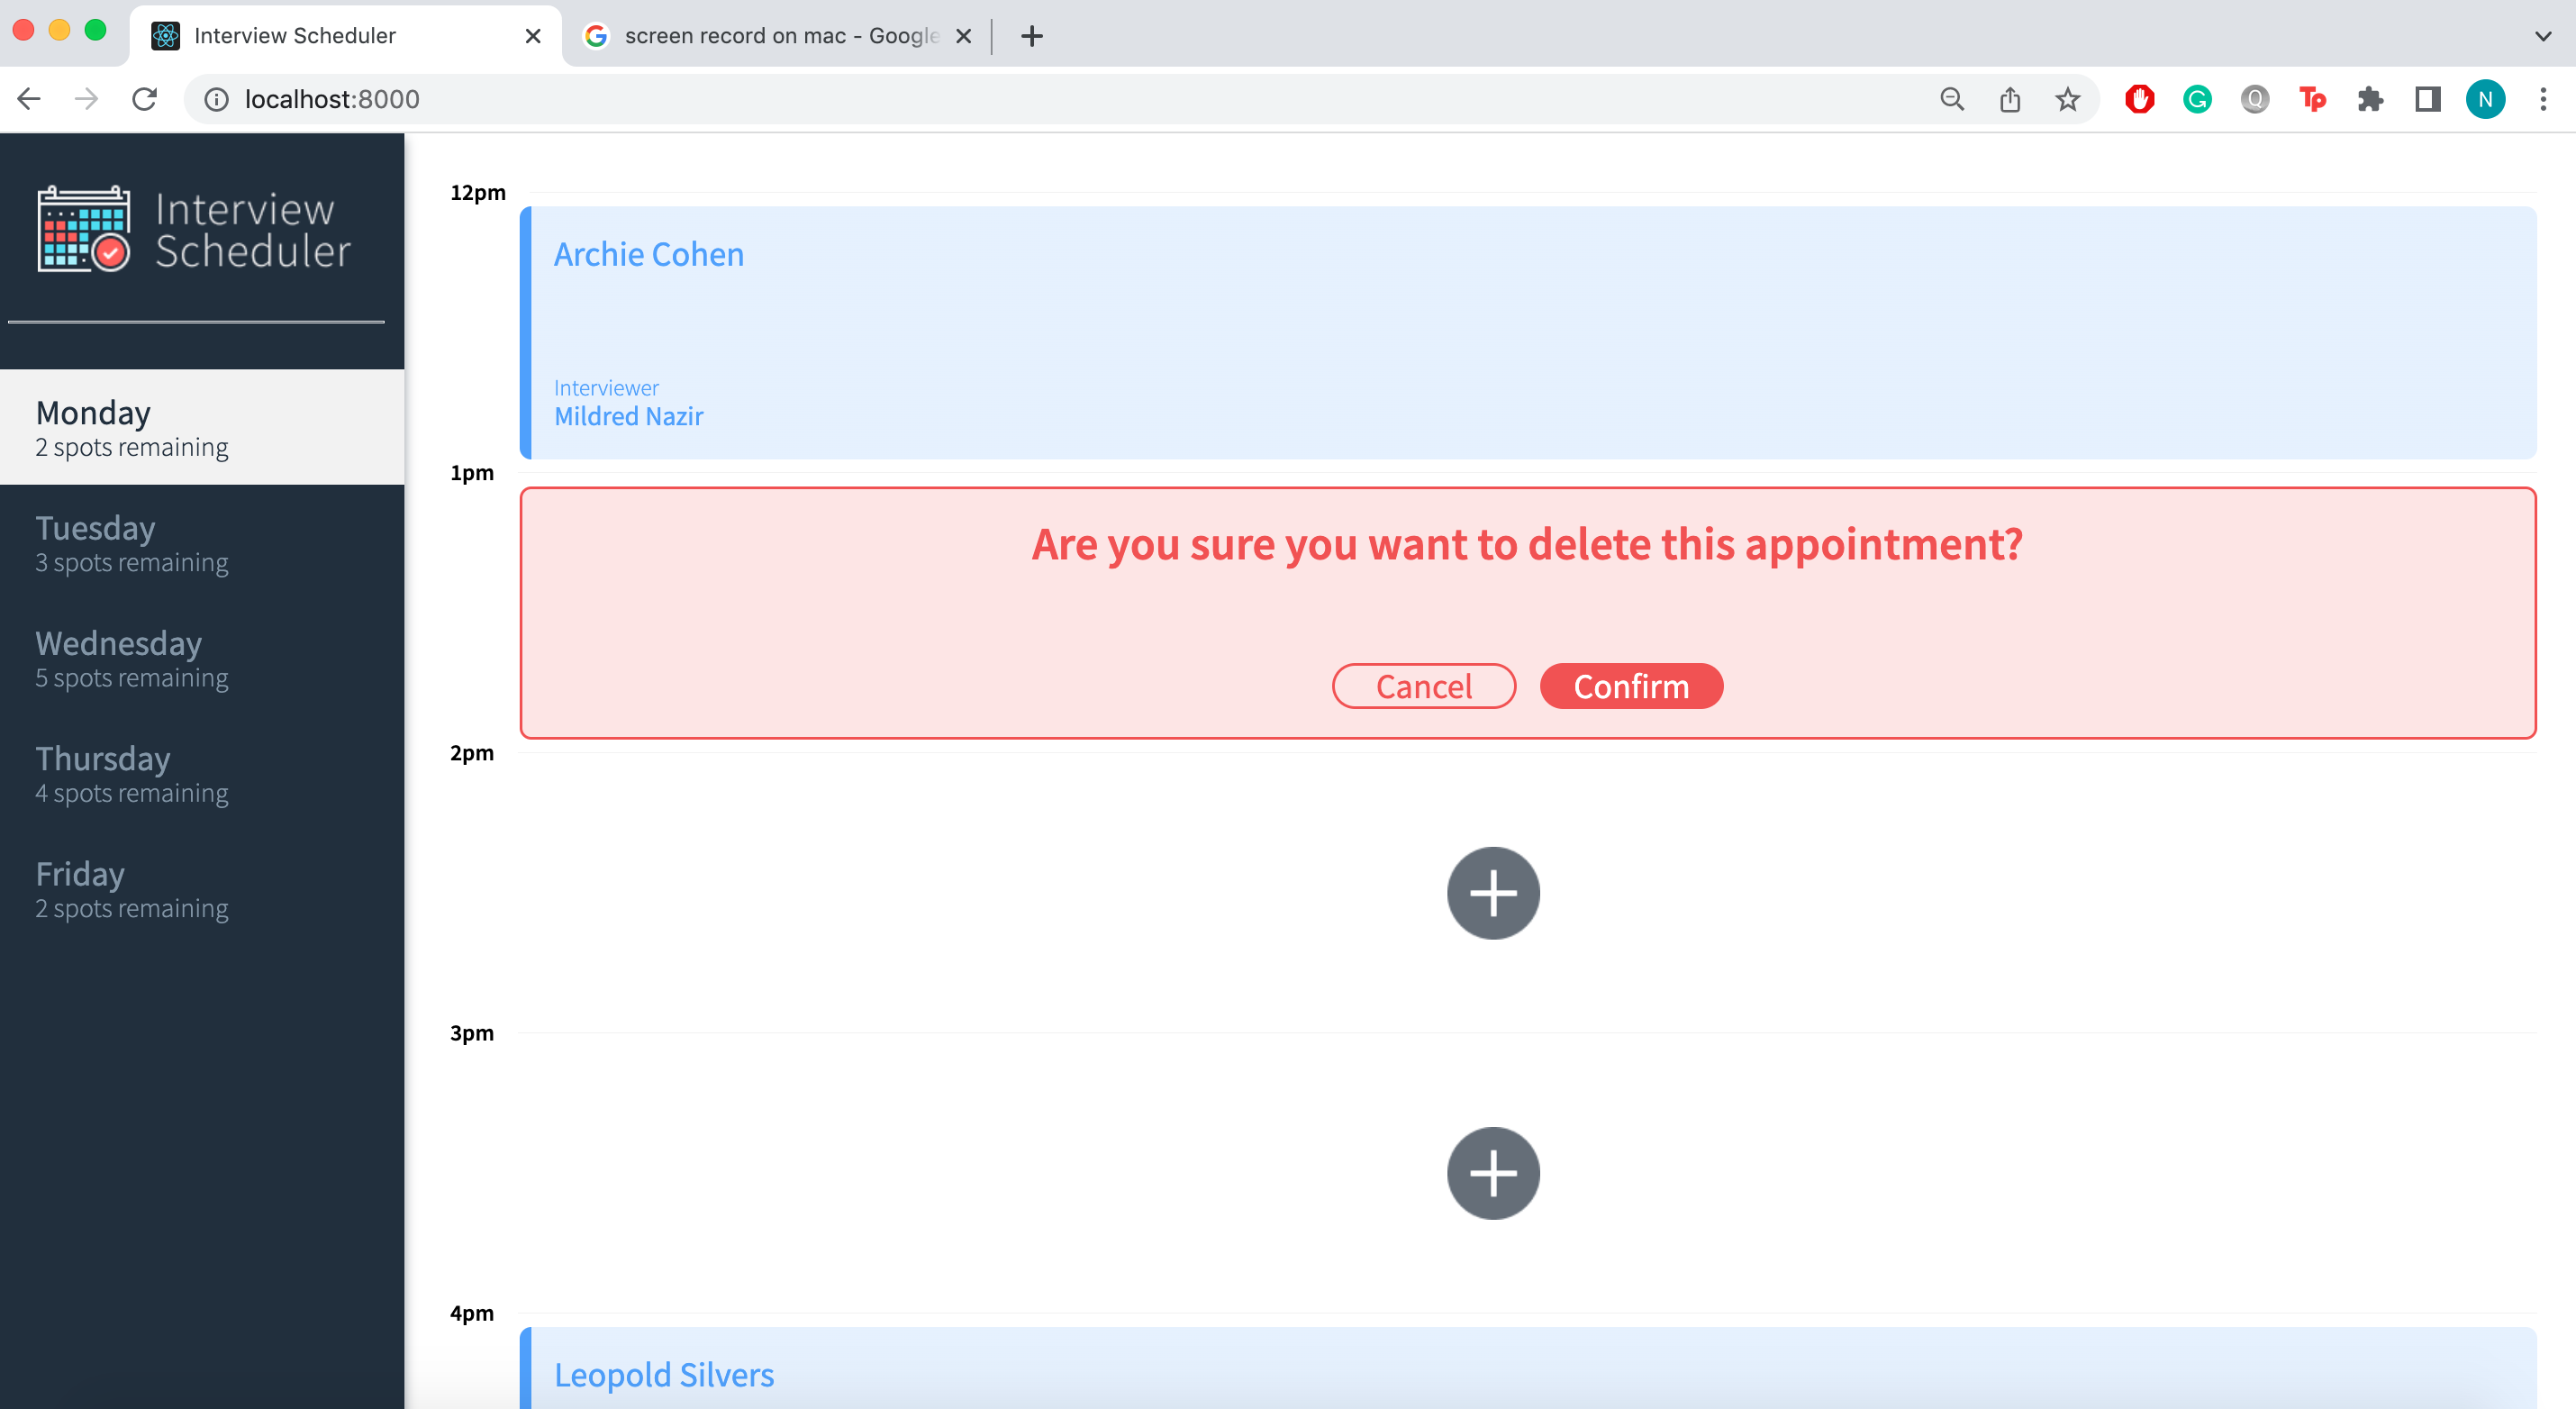 Interview Scheduler
screen record on mac - Google
localhost:8000
N
Interview
Scheduler
Monday
2 spots remaining
Tuesday
3 spots remaining
Wednesday
5 spots remaining
Thursday
4 spots remaining
Friday
2 spots remaining
12pm
Archie Cohen
Interviewer
Mildred Nazir
1pm
Are you sure you want to delete this appointment?
Cancel Confirm
2pm
3pm
4pm
Leopold Silvers